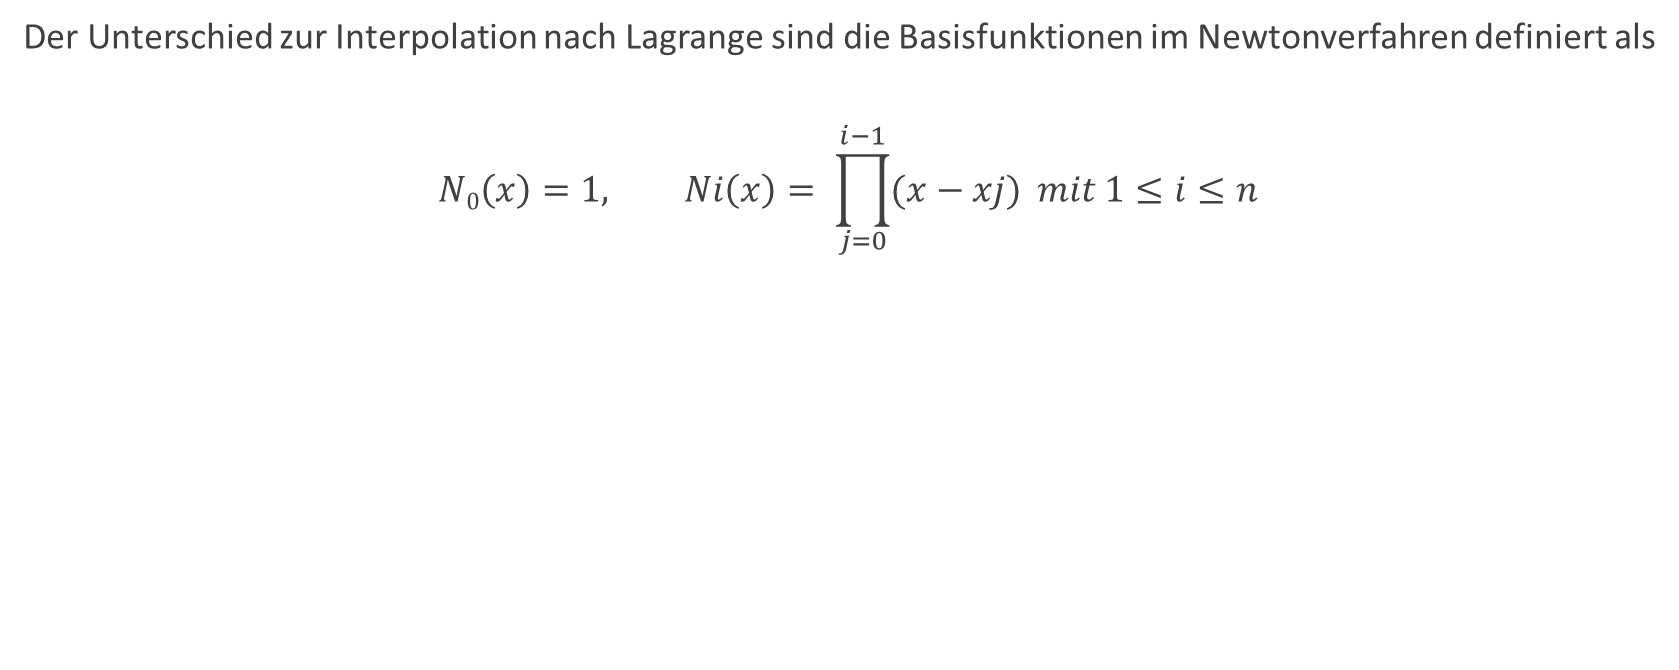 Der Unterschied zur Interpolation nach Lagrange sind die Basisfunktionen im Newtonverfahren definiert als
N₀(x) = 1, Ni(x) = ∏_{j=0}^{i−1}(x − xj) mit 1 ≤ i ≤ n